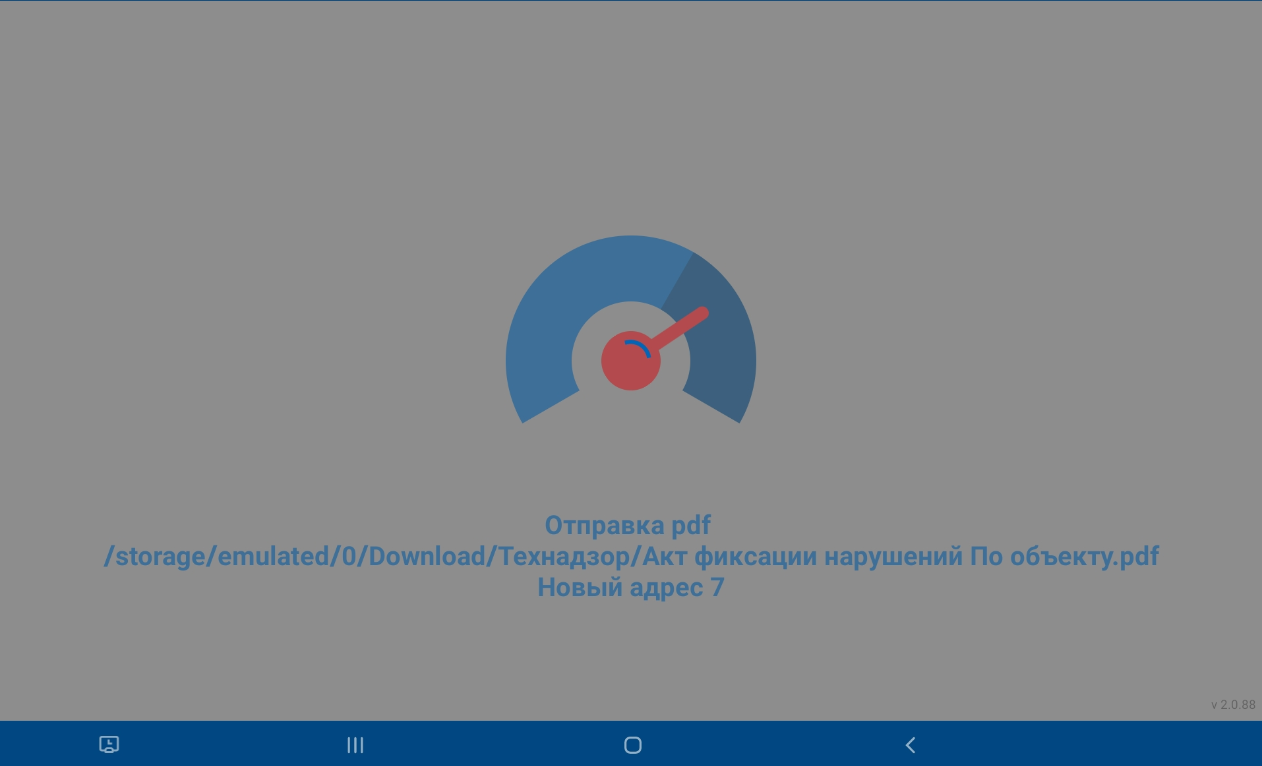 Отправка pdf
/storage/emulated/0/Download/Технадзор/Акт фиксации нарушений По объекту.pdf
Новый адрес 7
v 2.0.88